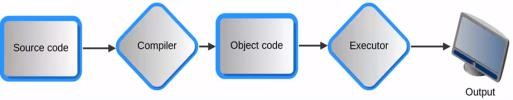 Source code
Compiler
Object code
Executor
Output